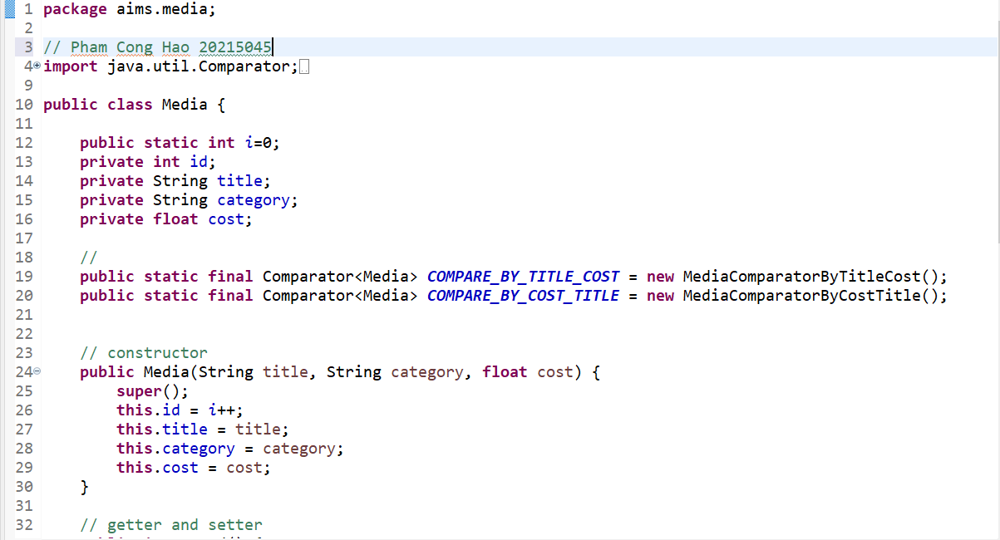 1 package aims.media;
2
3 // Pham Cong Hao 20215045
4 import java.util.Comparator;
9
10 public class Media {
11
12     public static int i=0;
13     private int id;
14     private String title;
15     private String category;
16     private float cost;
17
18     //
19     public static final Comparator<Media> COMPARE_BY_TITLE_COST = new MediaComparatorByTitleCost();
20     public static final Comparator<Media> COMPARE_BY_COST_TITLE = new MediaComparatorByCostTitle();
21
22
23     // constructor
24     public Media(String title, String category, float cost) {
25         super();
26         this.id = i++;
27         this.title = title;
28         this.category = category;
29         this.cost = cost;
30     }
31
32     // getter and setter